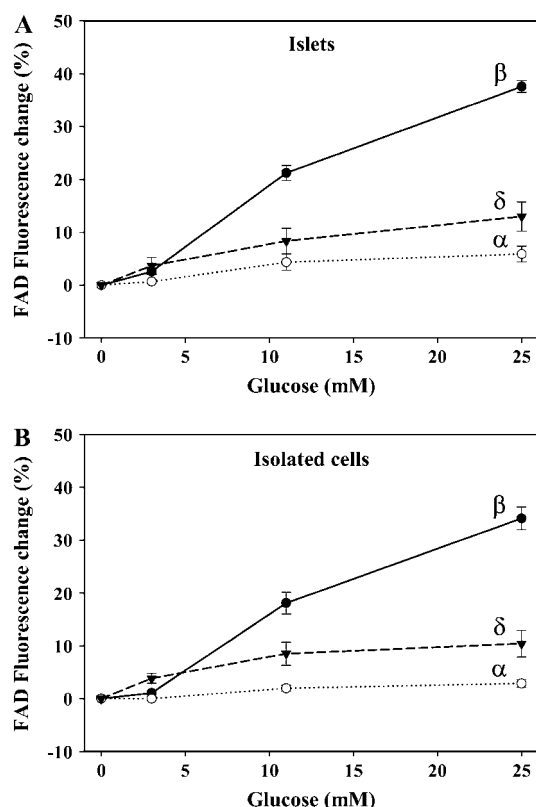 A
Islets
FAD Fluorescence change (%)
50
40
30
20
10
0
-10
β
δ
α
0 5 10 15 20 25
Glucose (mM)
B
Isolated cells
FAD Fluorescence change (%)
50
40
30
20
10
0
-10
β
δ
α
0 5 10 15 20 25
Glucose (mM)